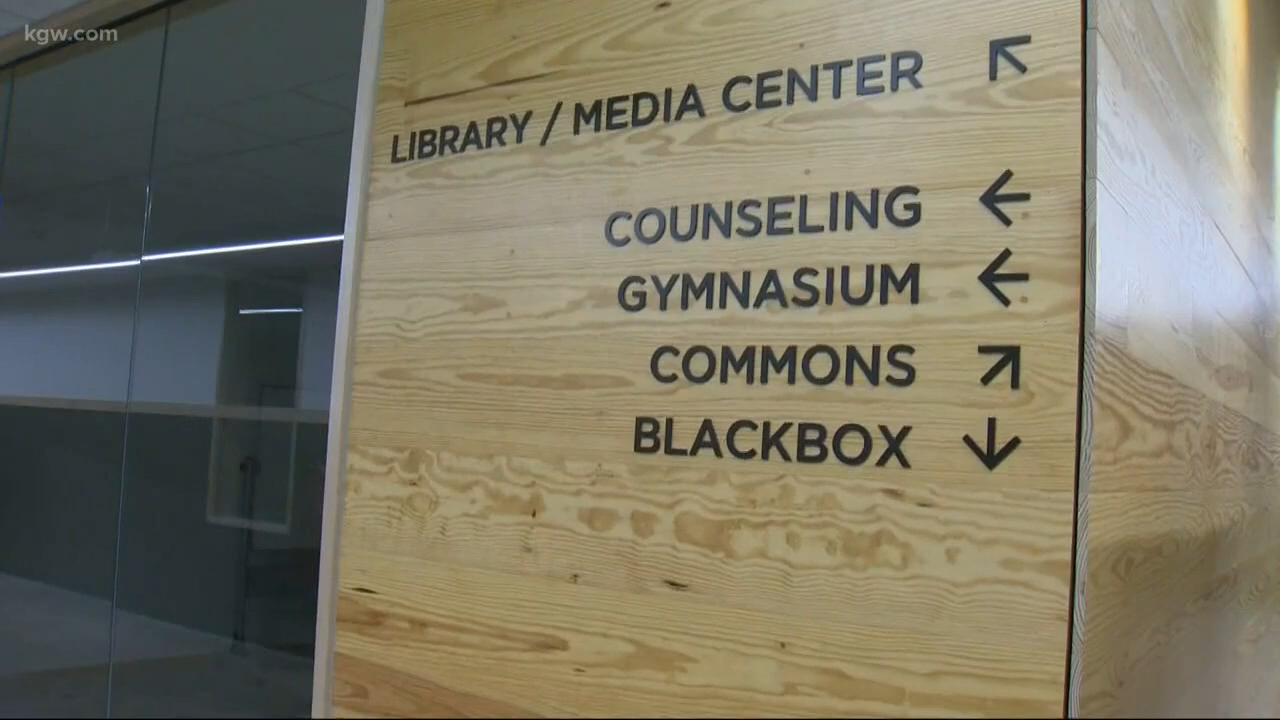 kgw.com
LIBRARY / MEDIA CENTER ↖
COUNSELING ←
GYMNASIUM ←
COMMONS ↗
BLACKBOX ↓